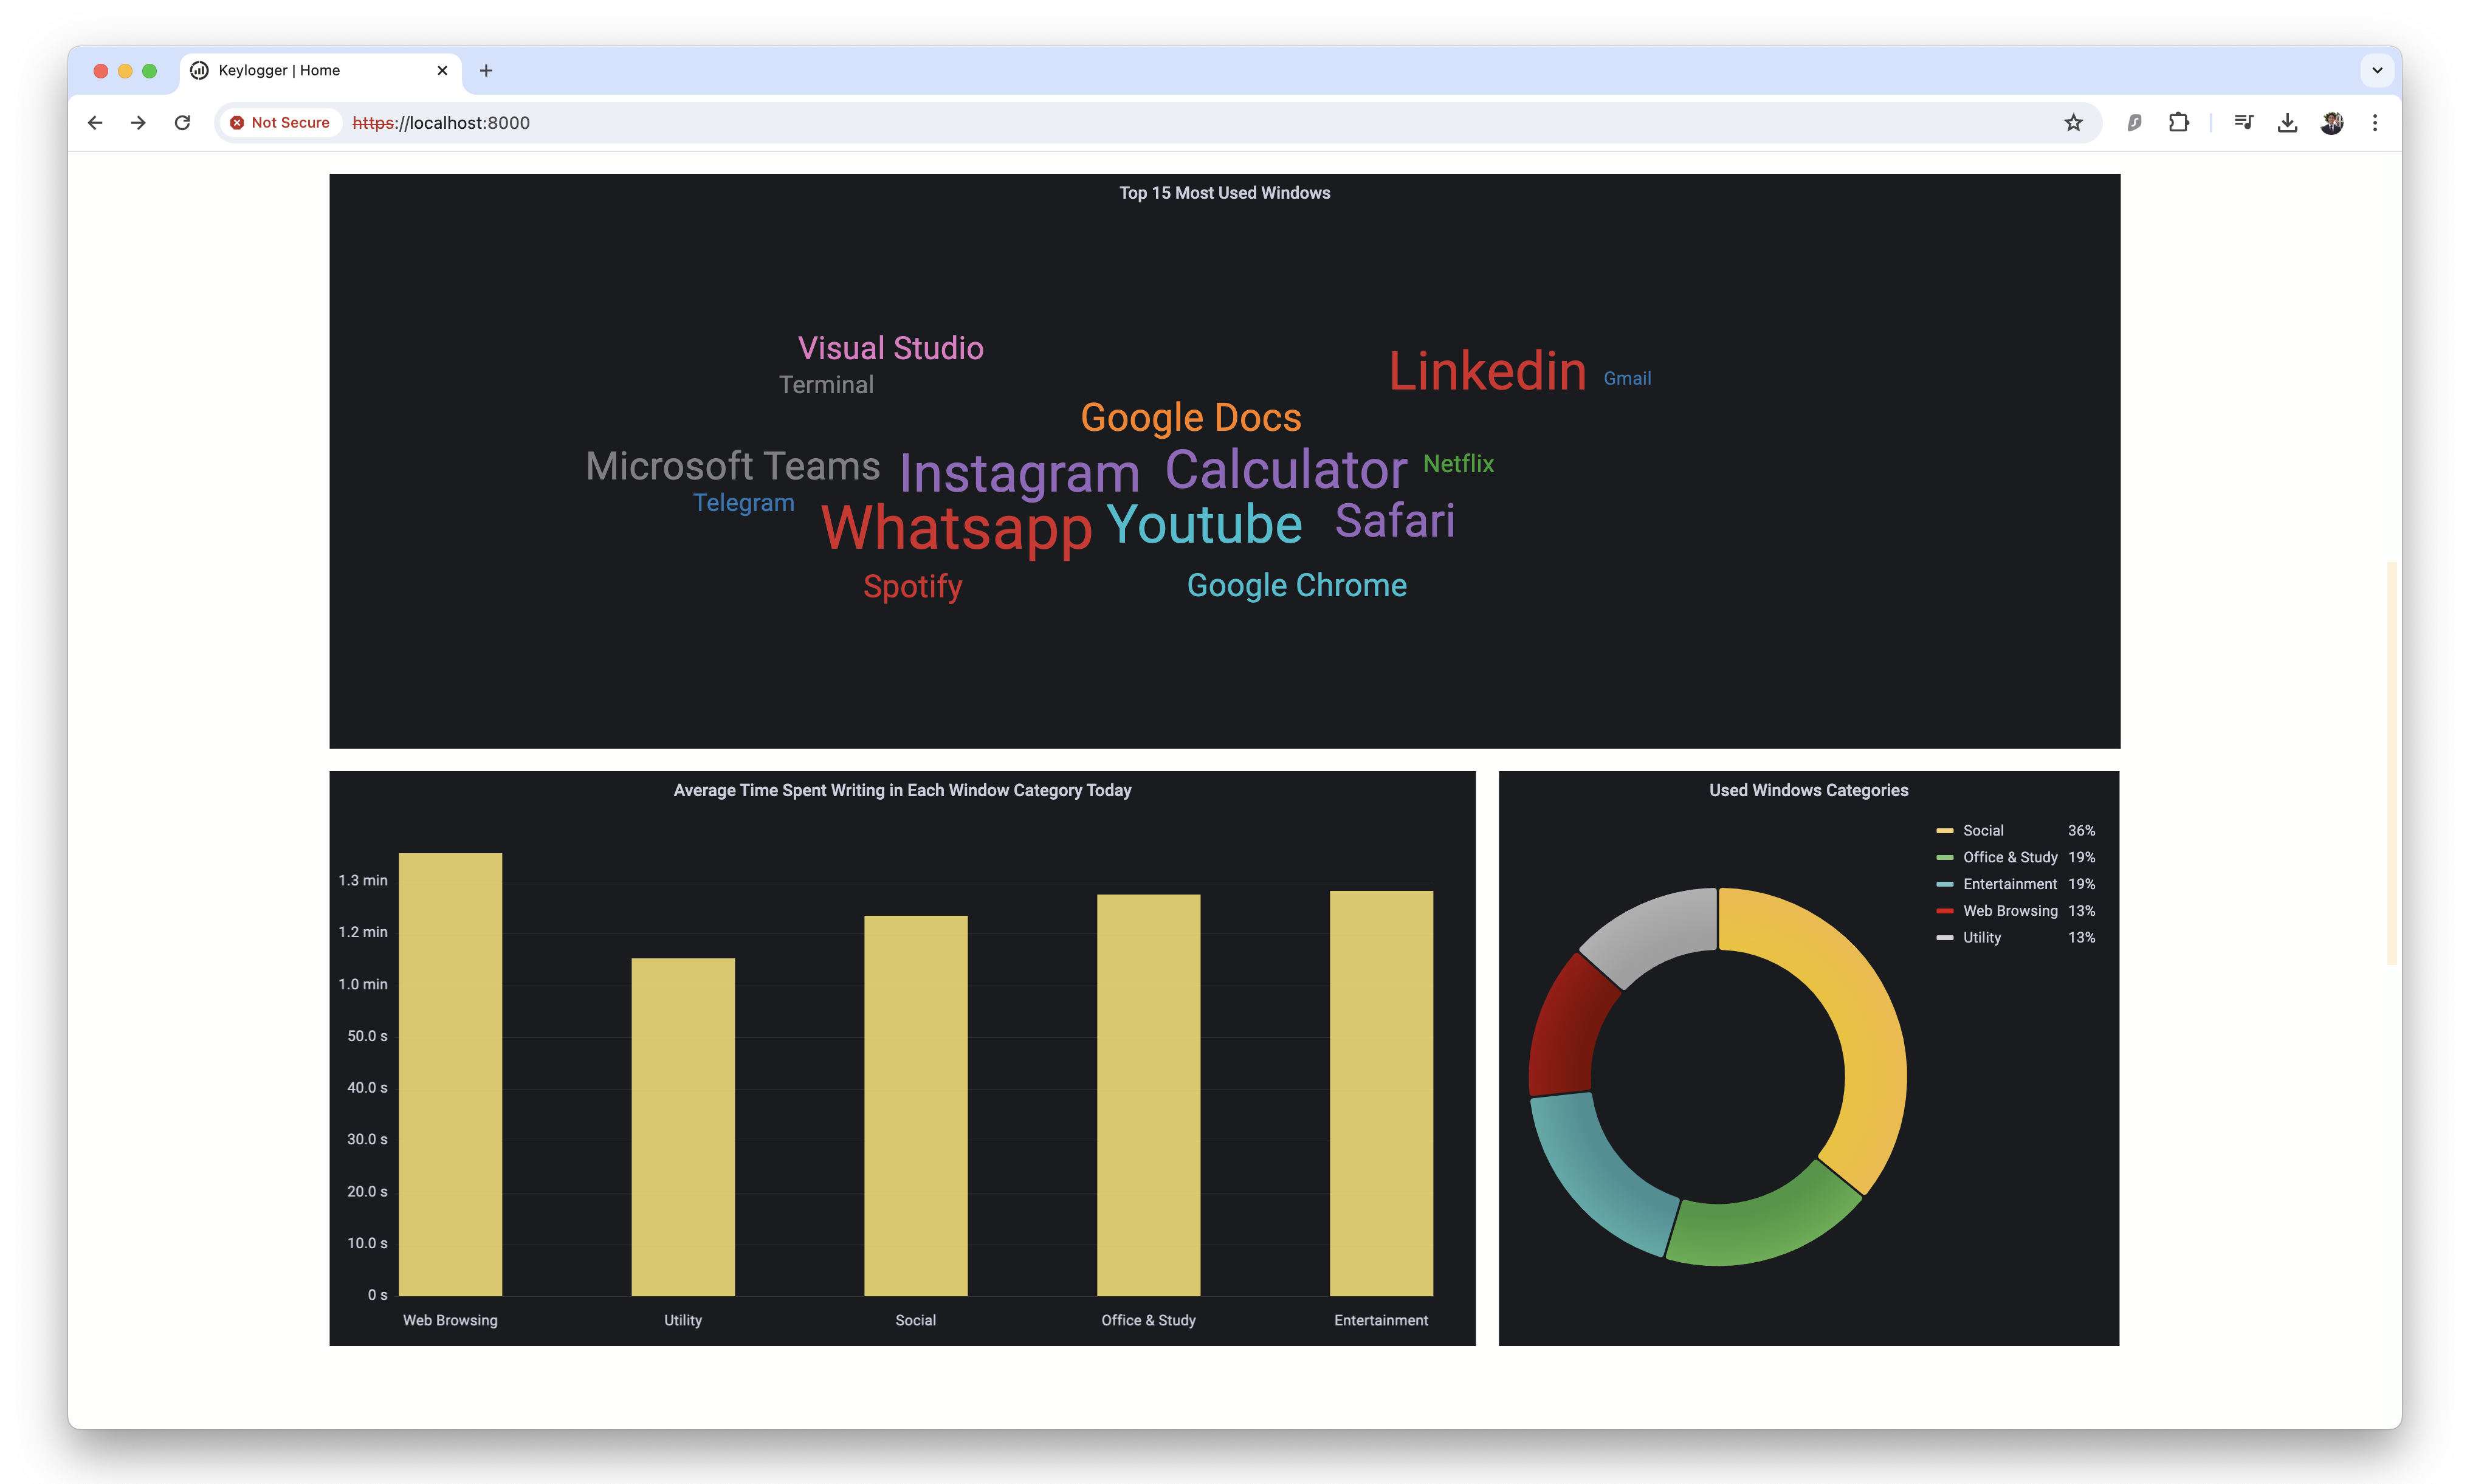 Keylogger | Home
Not Secure https://localhost:8000
Top 15 Most Used Windows
Visual Studio
Linkedin
Gmail
Terminal
Google Docs
Microsoft Teams
Instagram
Calculator
Netflix
Telegram
Whatsapp
Youtube
Safari
Spotify
Google Chrome
Average Time Spent Writing in Each Window Category Today
1.3 min
1.2 min
1.0 min
50.0 s
40.0 s
30.0 s
20.0 s
10.0 s
0 s
Web Browsing
Utility
Social
Office & Study
Entertainment
Used Windows Categories
Social 36%
Office & Study 19%
Entertainment 19%
Web Browsing 13%
Utility 13%